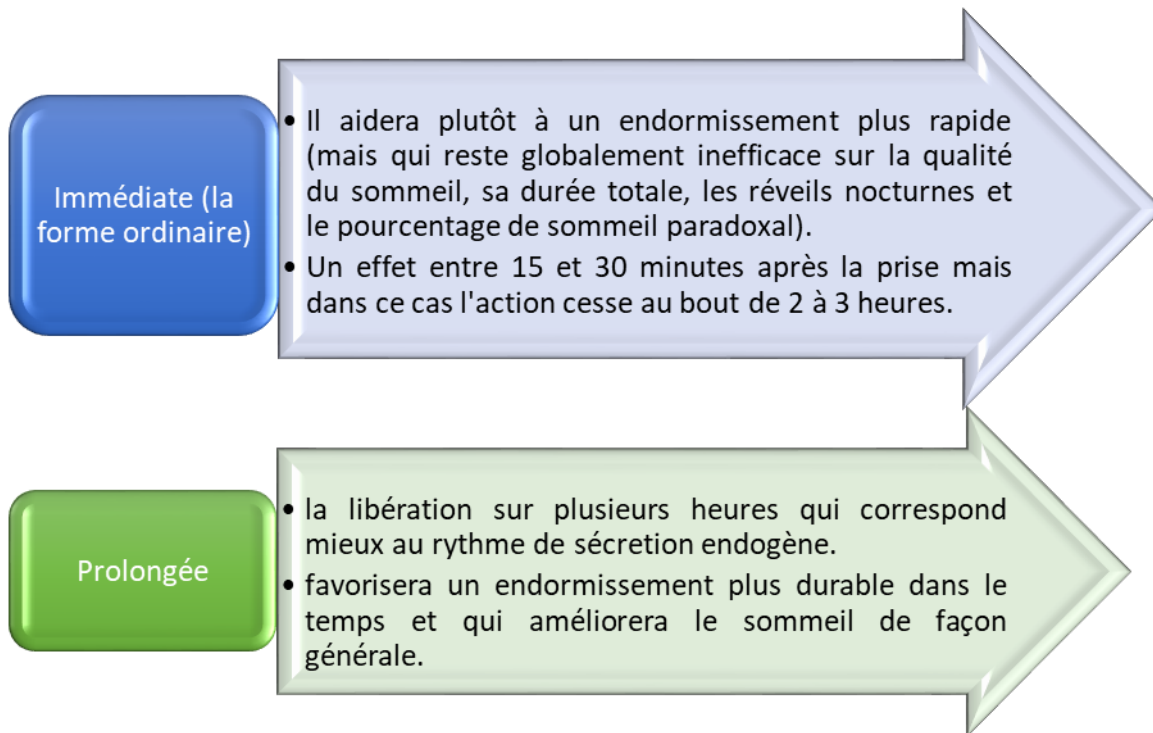 Immédiate (la
forme ordinaire)
• Il aidera plutôt à un endormissement plus rapide
(mais qui reste globalement inefficace sur la qualité
du sommeil, sa durée totale, les réveils nocturnes et
le pourcentage de sommeil paradoxal).
• Un effet entre 15 et 30 minutes après la prise mais
dans ce cas l'action cesse au bout de 2 à 3 heures.
Prolongée
• la libération sur plusieurs heures qui correspond
mieux au rythme de sécretion endogène.
• favorisera un endormissement plus durable dans le
temps et qui améliorera le sommeil de façon
générale.